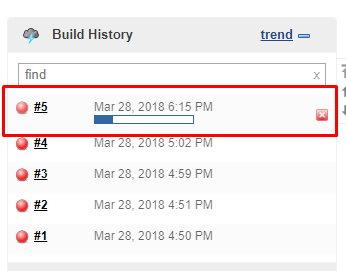 Build History trend
find x
#5 Mar 28, 2018 6:15 PM
#4 Mar 28, 2018 5:02 PM
#3 Mar 28, 2018 4:59 PM
#2 Mar 28, 2018 4:51 PM
#1 Mar 28, 2018 4:50 PM